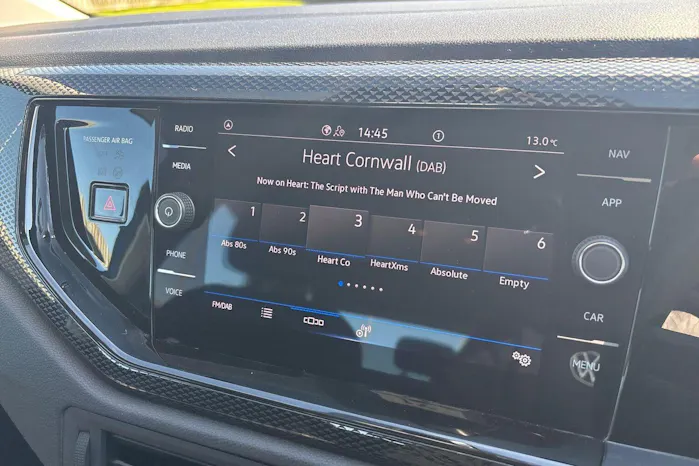 PASSENGER AIR BAG
RADIO
MEDIA
PHONE
VOICE
14:45
13.0°C
Heart Cornwall (DAB)
Now on Heart: The Script with The Man Who Can't Be Moved
1
2
3
4
5
6
Abs 80s
Abs 90s
Heart Co
HeartXms
Absolute
Empty
FM/DAB
NAV
APP
CAR
MENU